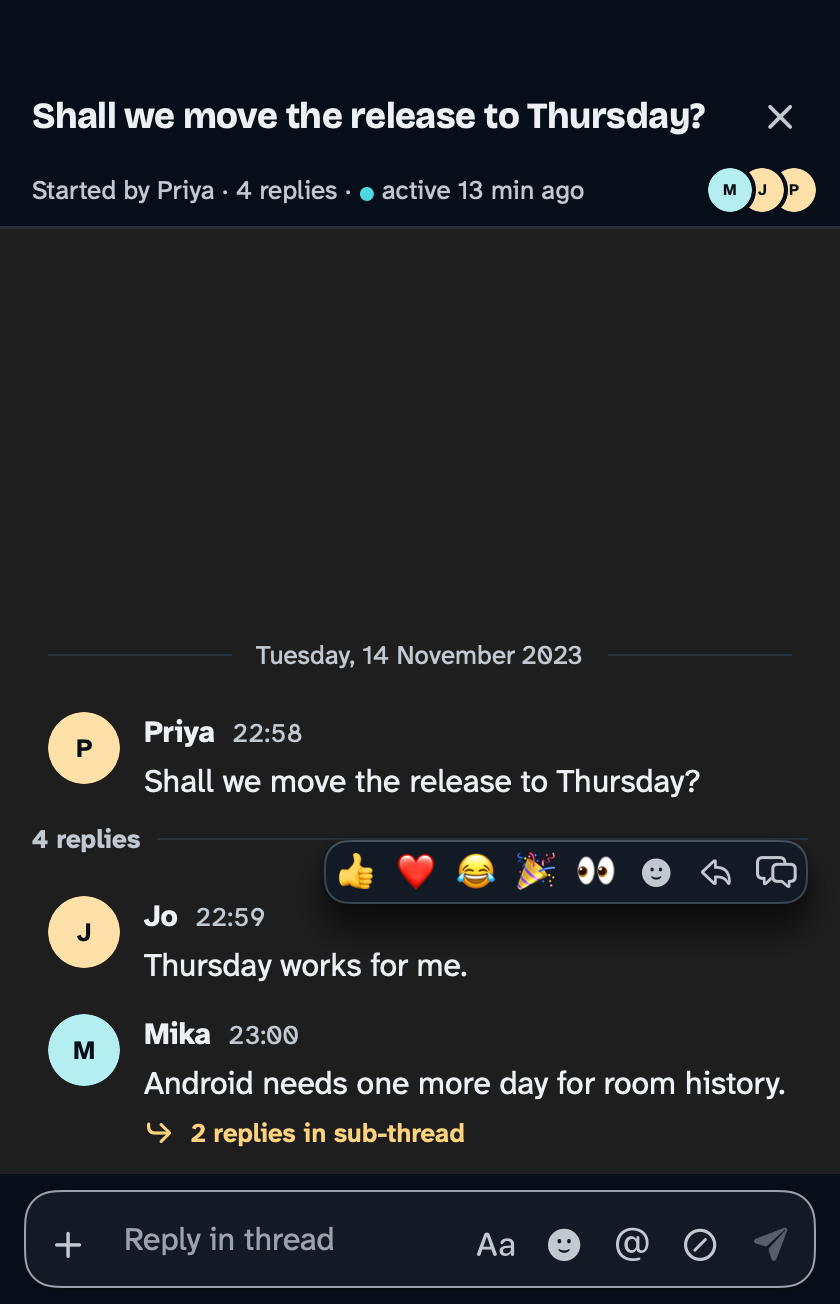 Shall we move the release to Thursday?
Started by Priya · 4 replies · active 13 min ago
M J P
Tuesday, 14 November 2023
P
Priya 22:58
Shall we move the release to Thursday?
4 replies
J
Jo 22:59
Thursday works for me.
M
Mika 23:00
Android needs one more day for room history.
2 replies in sub-thread
Reply in thread Aa @